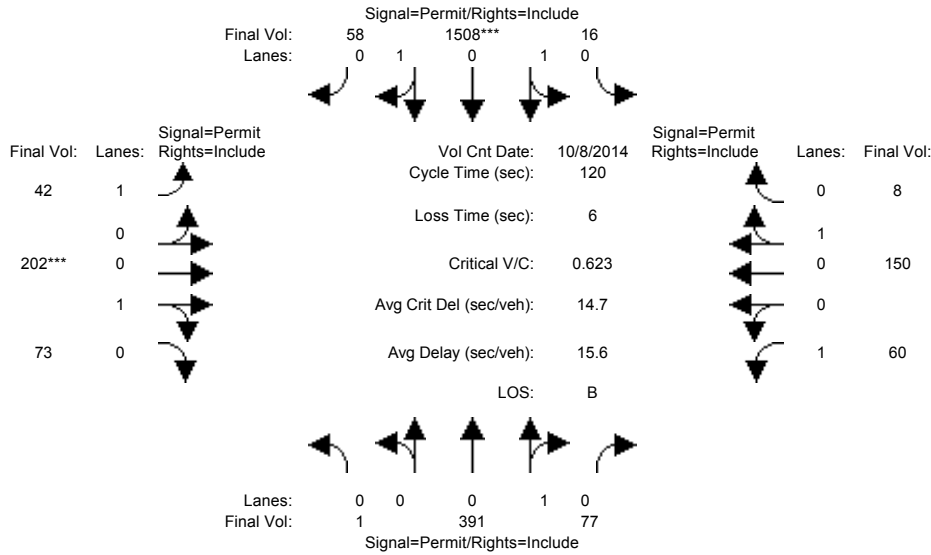 Signal=Permit/Rights=Include
Final Vol: 58 1508*** 16
Lanes: 0 1 0 1 0
Signal=Permit Signal=Permit
Final Vol: Lanes: Rights=Include Vol Cnt Date: 10/8/2014 Rights=Include Lanes: Final Vol:
Cycle Time (sec): 120
42 1 0 8
Loss Time (sec): 6
0 1
202*** 0 Critical V/C: 0.623 0 150
1 Avg Crit Del (sec/veh): 14.7 0
73 0 Avg Delay (sec/veh): 15.6 1 60
LOS: B
Lanes: 0 0 0 1 0
Final Vol: 1 391 77
Signal=Permit/Rights=Include